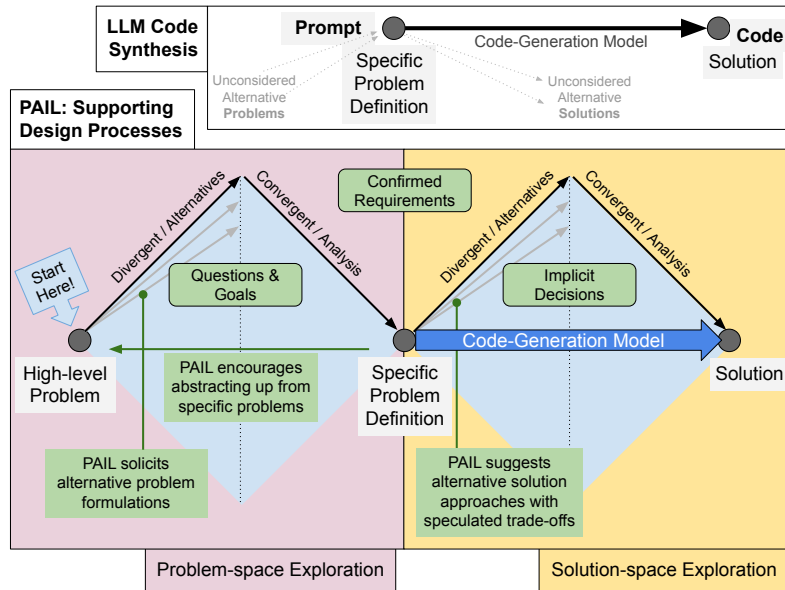 LLM Code
Synthesis
Prompt
Code-Generation Model
Code
Solution
Specific
Problem
Definition
Unconsidered
Alternative
Problems
Unconsidered
Alternative
Solutions
PAIL: Supporting
Design Processes
Divergent / Alternatives
Convergent / Analysis
Confirmed
Requirements
Divergent / Alternatives
Convergent / Analysis
Start
Here!
Questions &
Goals
Implicit
Decisions
Code-Generation Model
High-level
Problem
PAIL encourages
abstracting up from
specific problems
Specific
Problem
Definition
Solution
PAIL solicits
alternative problem
formulations
PAIL suggests
alternative solution
approaches with
speculated trade-offs
Problem-space Exploration
Solution-space Exploration